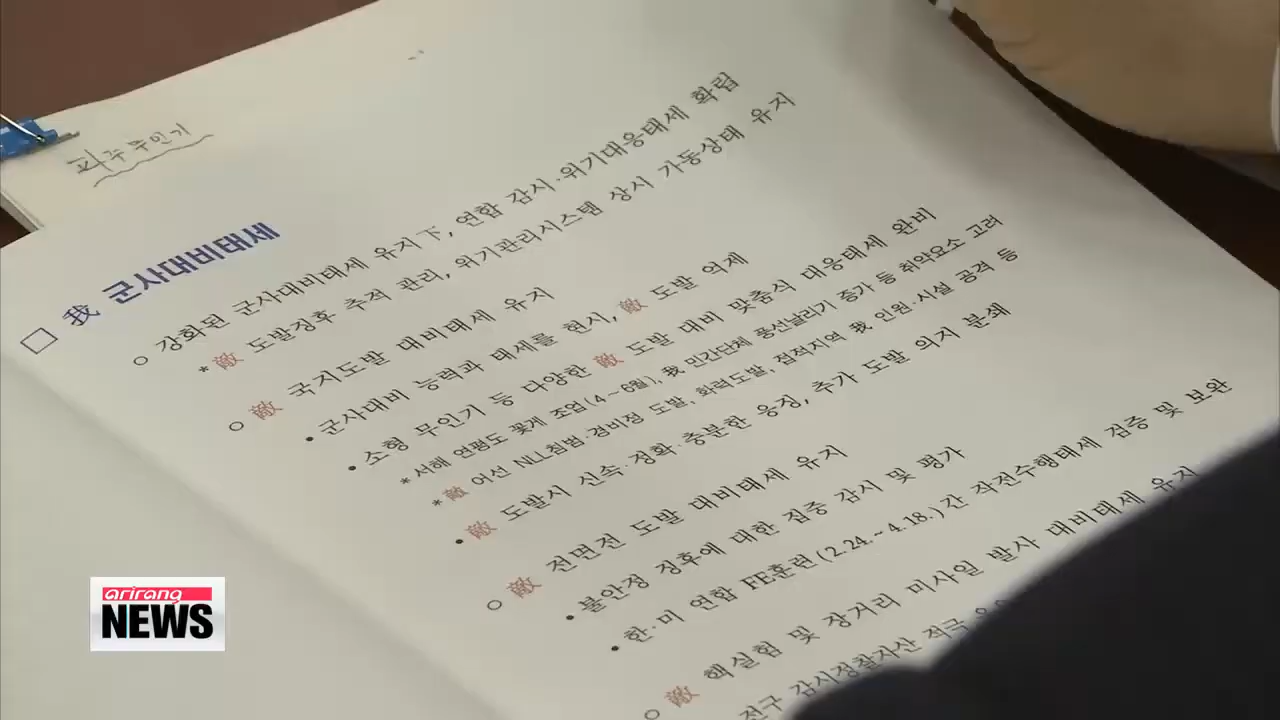 파주 무인기
□ 我 군사대비태세
○ 강화된 군사대비태세 유지下, 연합 감시·위기대응태세 확립
* 敵 도발징후 추적 관리, 위기관리시스템 상시 가동상태 유지
○ 敵 국지도발 대비태세 유지
• 군사대비 능력과 태세를 현시, 敵 도발 억제
• 소형 무인기 등 다양한 敵 도발 대비 맞춤식 대응태세 완비
* 서해 연평도 꽃게 조업(4~6월), 我 민간단체 풍선날리기 증가 등 취약요소 고려
* 敵 어선 NLL침범·경비정 도발, 화력도발, 접적지역 我 인원·시설 공격 등
• 敵 도발시 신속·정확·충분한 응징, 추가 도발 의지 분쇄
○ 敵 전면전 도발 대비태세 유지
• 불안정 징후에 대한 집중 감시 및 평가
• 한·미 연합 FE훈련(2.24.~4.18.)간 작전수행태세 검증 및 보완
○ 敵 핵실험 및 장거리 미사일 발사 대비태세 유지
전구 감시정찰자산 적극
arirang
NEWS